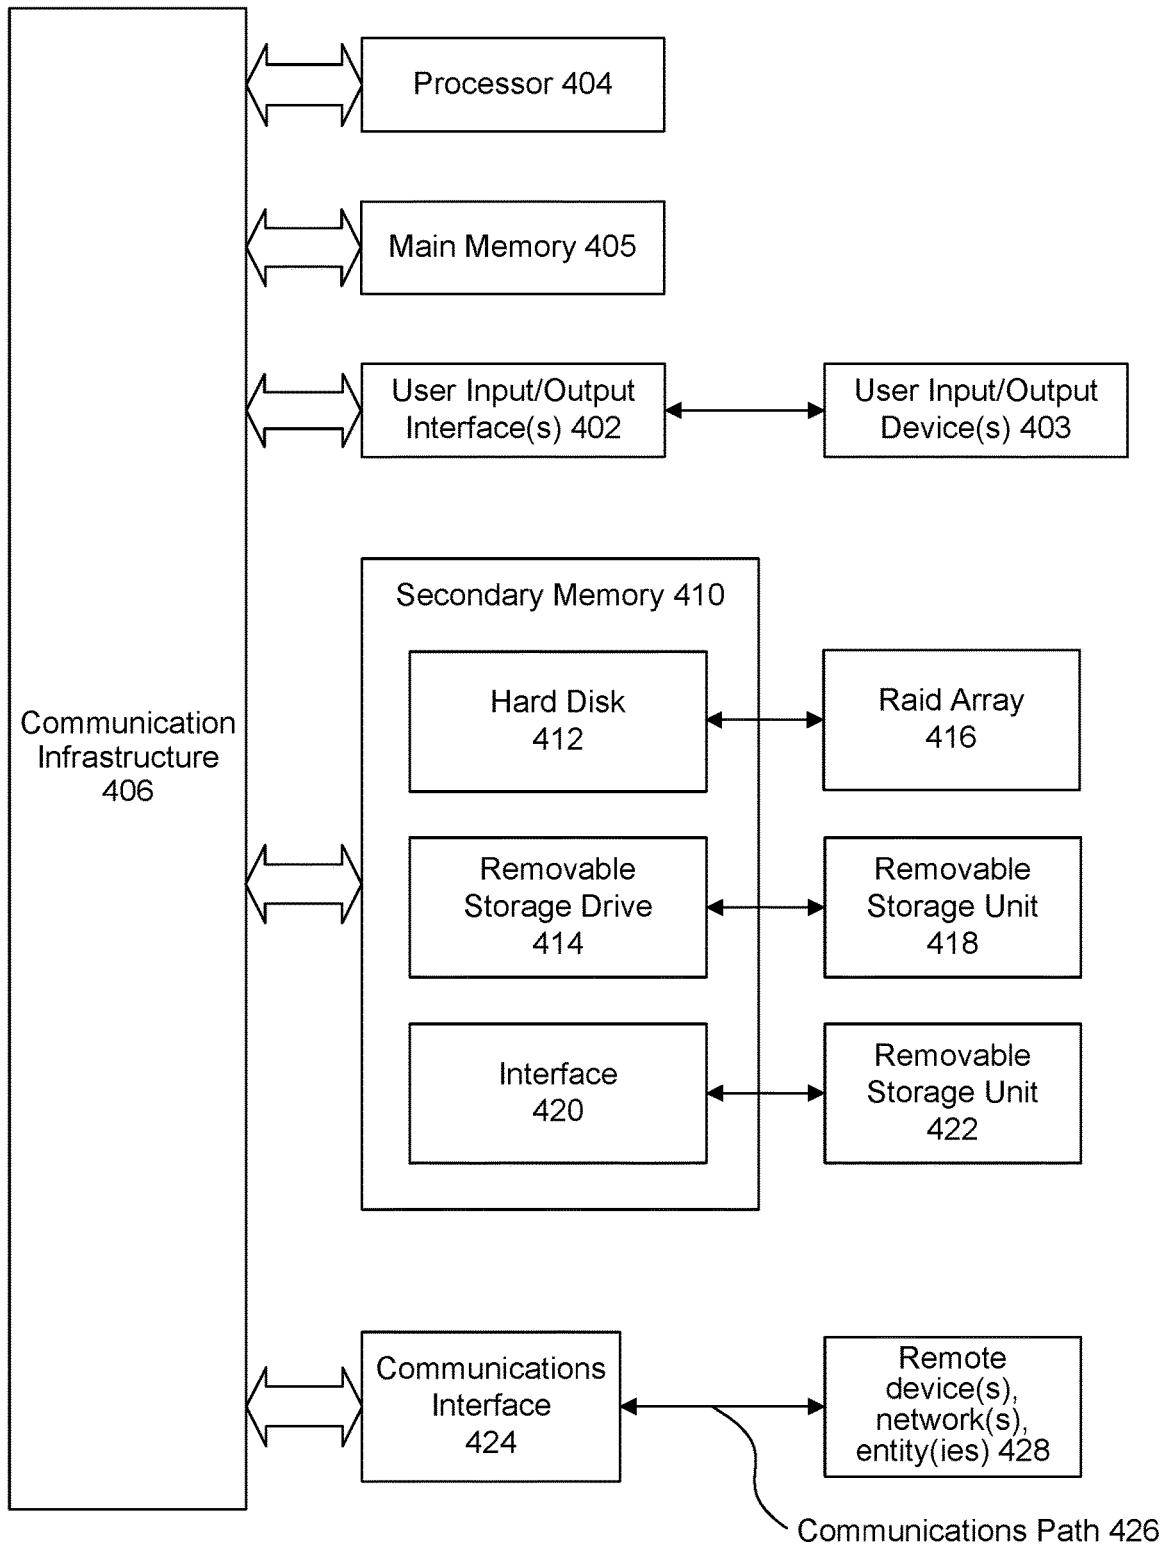 Processor 404
Main Memory 405
User Input/Output
Interface(s) 402
User Input/Output
Device(s) 403
Secondary Memory 410
Hard Disk
412
Raid Array
416
Communication
Infrastructure
406
Removable
Storage Drive
414
Removable
Storage Unit
418
Interface
420
Removable
Storage Unit
422
Communications
Interface
424
Remote
device(s),
network(s),
entity(ies) 428
Communications Path 426